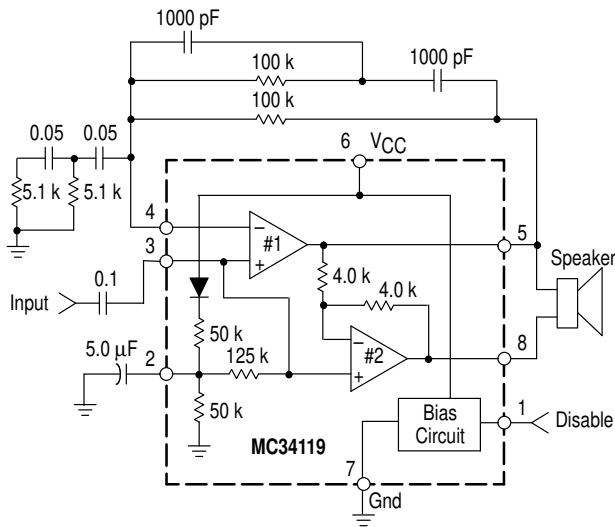 1000 pF
100 k
1000 pF
100 k
0.05
0.05
6
VCC
5.1 k
5.1 k
4
#1
5
3
Speaker
4.0 k
0.1
Input
4.0 k
50 k
5.0 µF
2
125 k
#2
8
50 k
Bias
Circuit
1
Disable
MC34119
7
Gnd